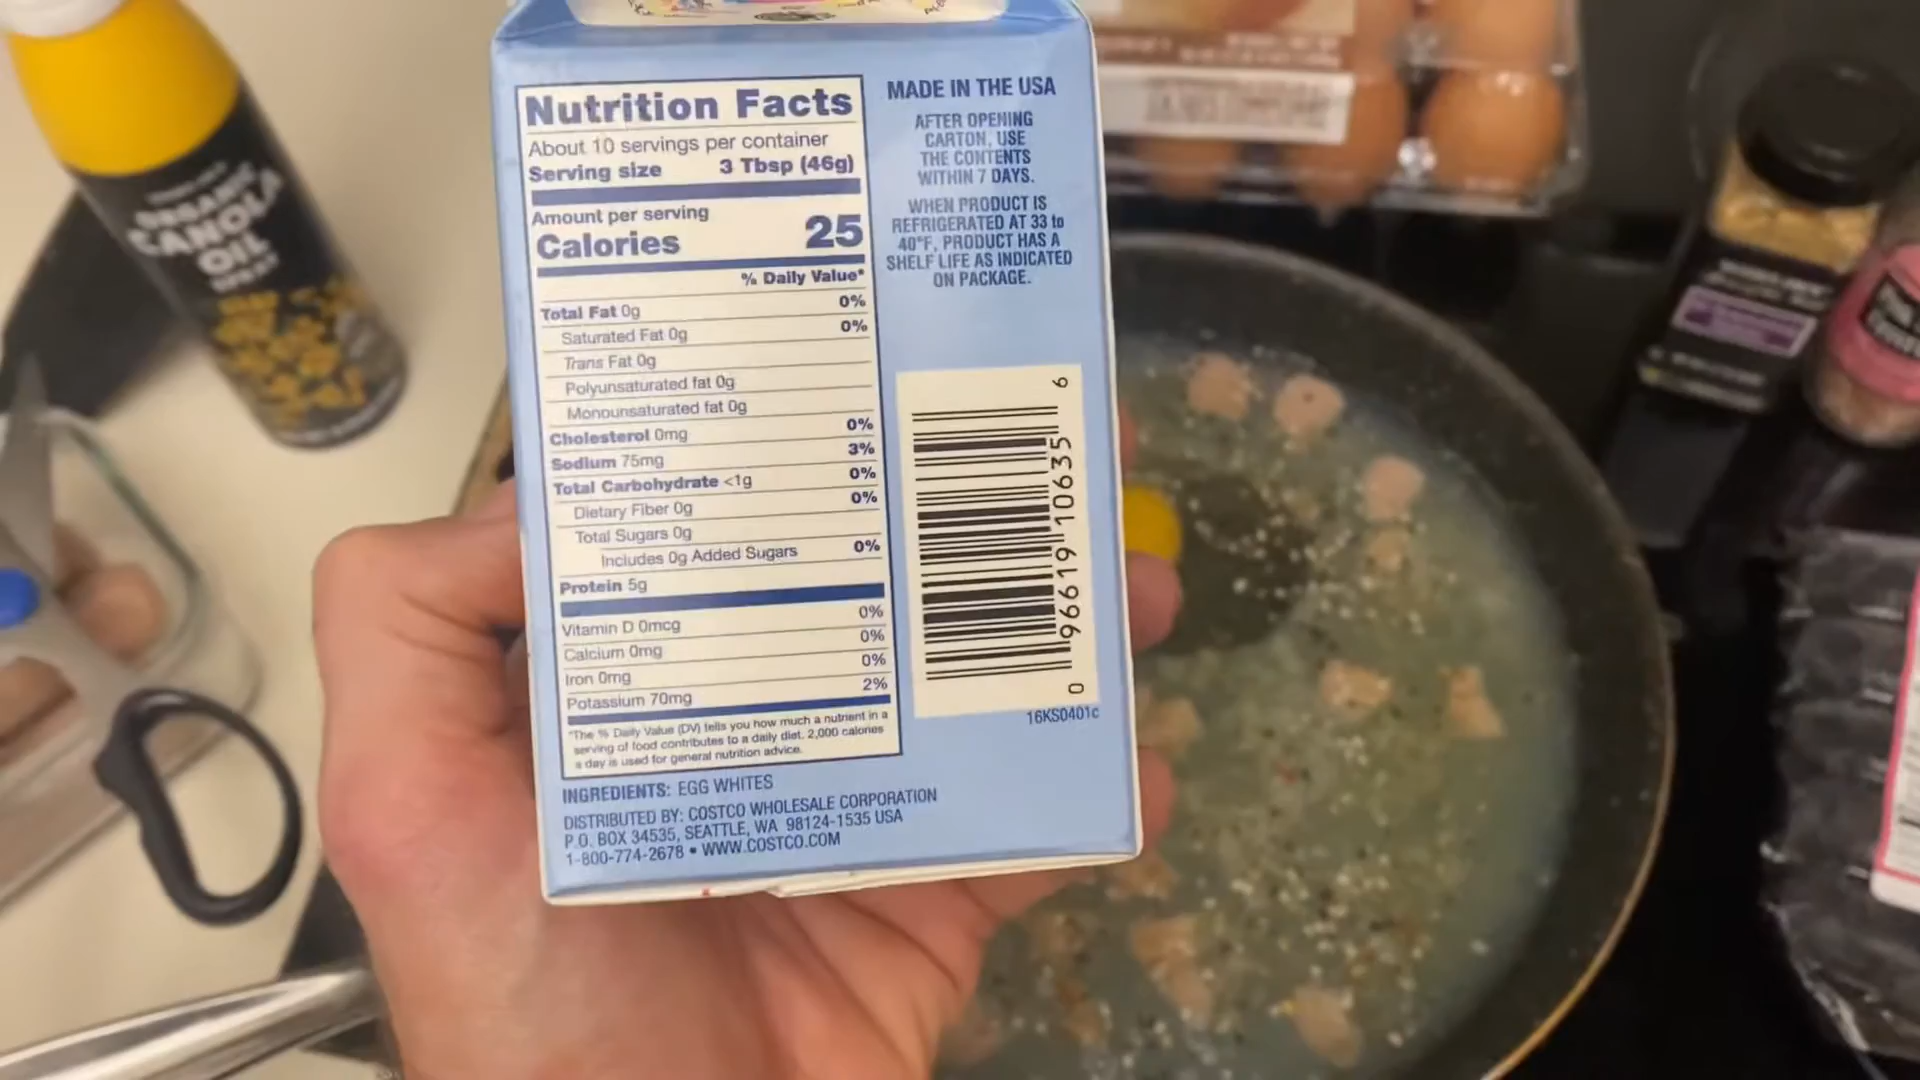 ORGANIC
CANOLA
OIL
SPRAY
Nutrition Facts
About 10 servings per container
Serving size 3 Tbsp (46g)
Amount per serving
Calories 25
% Daily Value*
Total Fat 0g 0%
Saturated Fat 0g 0%
Trans Fat 0g
Polyunsaturated fat 0g
Monounsaturated fat 0g
Cholesterol 0mg 0%
Sodium 75mg 3%
Total Carbohydrate <1g 0%
Dietary Fiber 0g 0%
Total Sugars 0g
Includes 0g Added Sugars 0%
Protein 5g
Vitamin D 0mcg 0%
Calcium 0mg 0%
Iron 0mg 0%
Potassium 70mg 2%
*The % Daily Value (DV) tells you how much a nutrient in a
serving of food contributes to a daily diet. 2,000 calories
a day is used for general nutrition advice.
INGREDIENTS: EGG WHITES
DISTRIBUTED BY: COSTCO WHOLESALE CORPORATION
P.O. BOX 34535, SEATTLE, WA 98124-1535 USA
1-800-774-2678 • WWW.COSTCO.COM
MADE IN THE USA
AFTER OPENING
CARTON, USE
THE CONTENTS
WITHIN 7 DAYS.
WHEN PRODUCT IS
REFRIGERATED AT 33 to
40°F, PRODUCT HAS A
SHELF LIFE AS INDICATED
ON PACKAGE.
0 96619 10635 6
16KS0401c